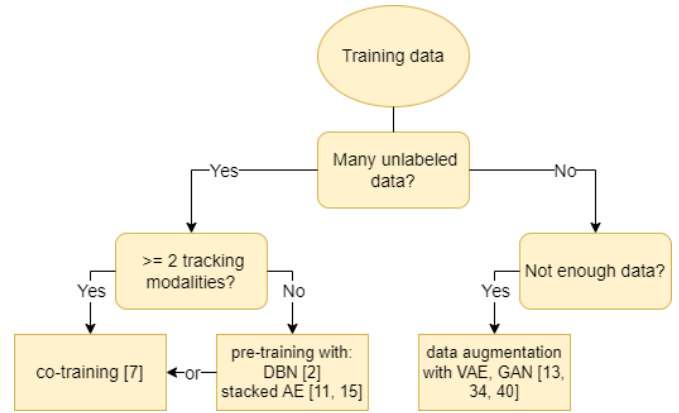 Training data
Many unlabeled
data?
Yes
No
>= 2 tracking
modalities?
Not enough data?
Yes
No
Yes
co-training [7]
or
pre-training with:
DBN [2]
stacked AE [11, 15]
data augmentation
with VAE, GAN [13,
34, 40]